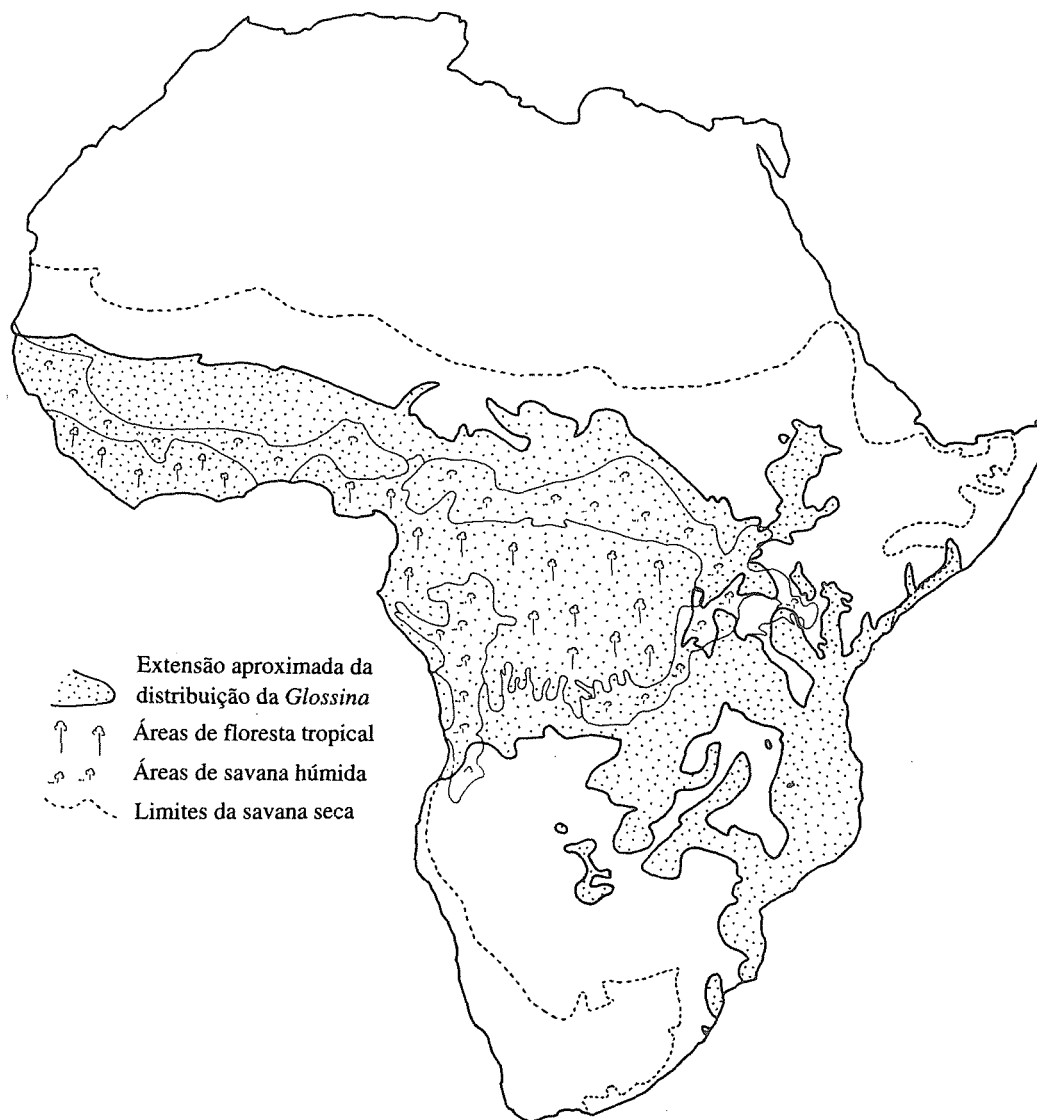 Extensão aproximada da
distribuição da Glossina
Áreas de floresta tropical
Áreas de savana húmida
Limites da savana seca